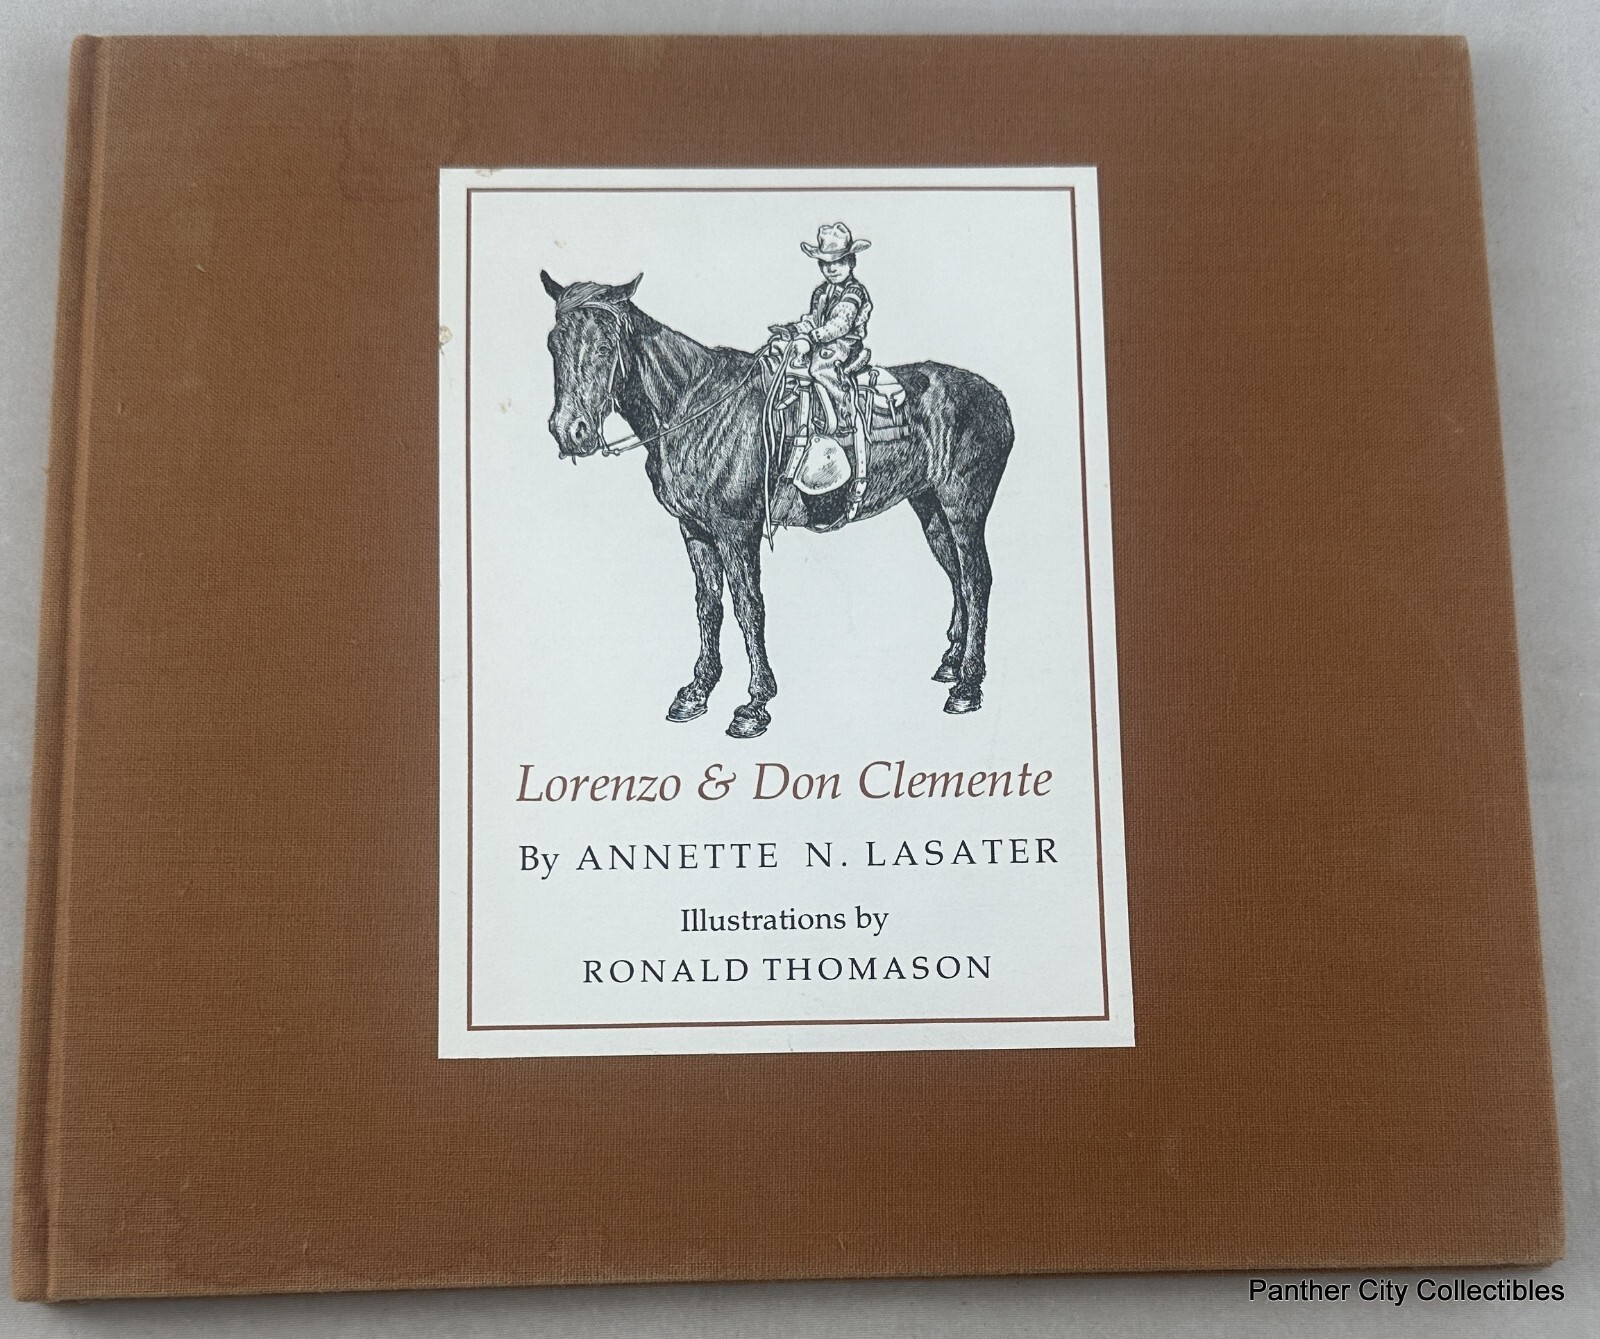 Lorenzo & Don Clemente
By ANNETTE N. LASATER
Illustrations by
RONALD THOMASON
Panther City Collectibles